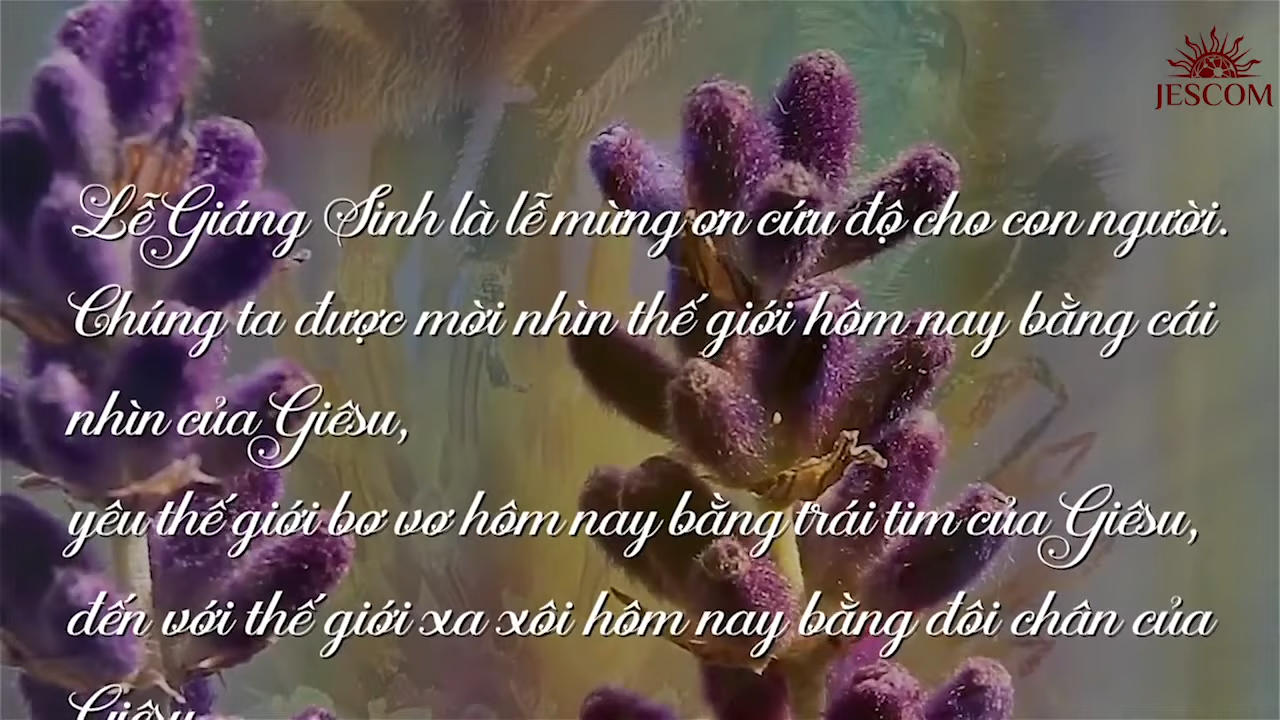 JESCOM
Lễ Giáng Sinh là lễ mừng ơn cứu độ cho con người.
Chúng ta được mời nhìn thế giới hôm nay bằng cái
nhìn của Giêsu,
yêu thế giới bơ vơ hôm nay bằng trái tim của Giêsu,
đến với thế giới xa xôi hôm nay bằng đôi chân của
Giêsu